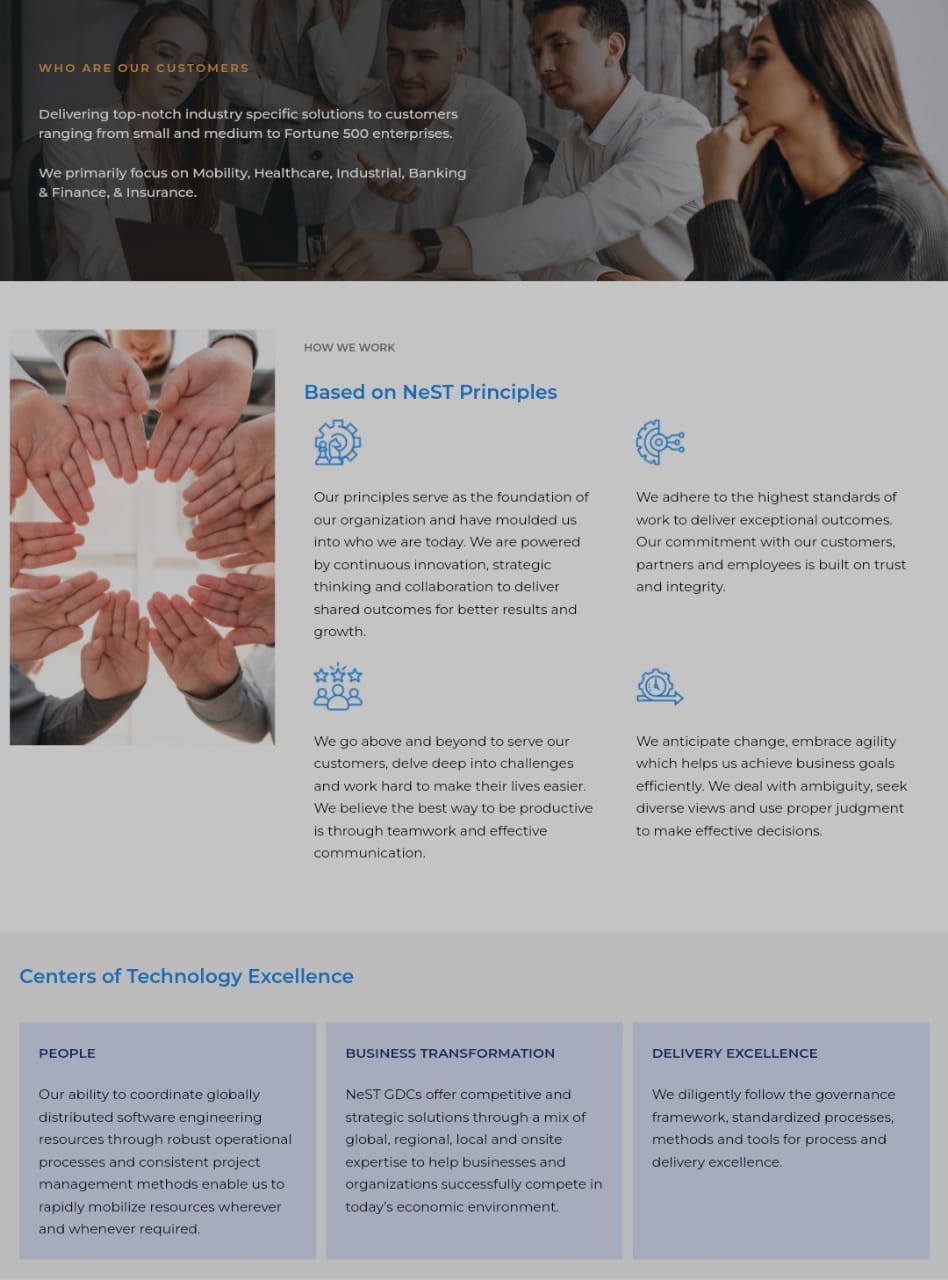 WHO ARE OUR CUSTOMERS
Delivering top-notch industry specific solutions to customers
ranging from small and medium to Fortune 500 enterprises.
We primarily focus on Mobility, Healthcare, Industrial, Banking
& Finance, & Insurance.
HOW WE WORK
Based on NeST Principles
Our principles serve as the foundation of
our organization and have moulded us
into who we are today. We are powered
by continuous innovation, strategic
thinking and collaboration to deliver
shared outcomes for better results and
growth.
We adhere to the highest standards of
work to deliver exceptional outcomes.
Our commitment with our customers,
partners and employees is built on trust
and integrity.
We go above and beyond to serve our
customers, delve deep into challenges
and work hard to make their lives easier.
We believe the best way to be productive
is through teamwork and effective
communication.
We anticipate change, embrace agility
which helps us achieve business goals
efficiently. We deal with ambiguity, seek
diverse views and use proper judgment
to make effective decisions.
Centers of Technology Excellence
PEOPLE
Our ability to coordinate globally
distributed software engineering
resources through robust operational
processes and consistent project
management methods enable us to
rapidly mobilize resources wherever
and whenever required.
BUSINESS TRANSFORMATION
NeST GDCs offer competitive and
strategic solutions through a mix of
global, regional, local and onsite
expertise to help businesses and
organizations successfully compete in
today's economic environment.
DELIVERY EXCELLENCE
We diligently follow the governance
framework, standardized processes,
methods and tools for process and
delivery excellence.